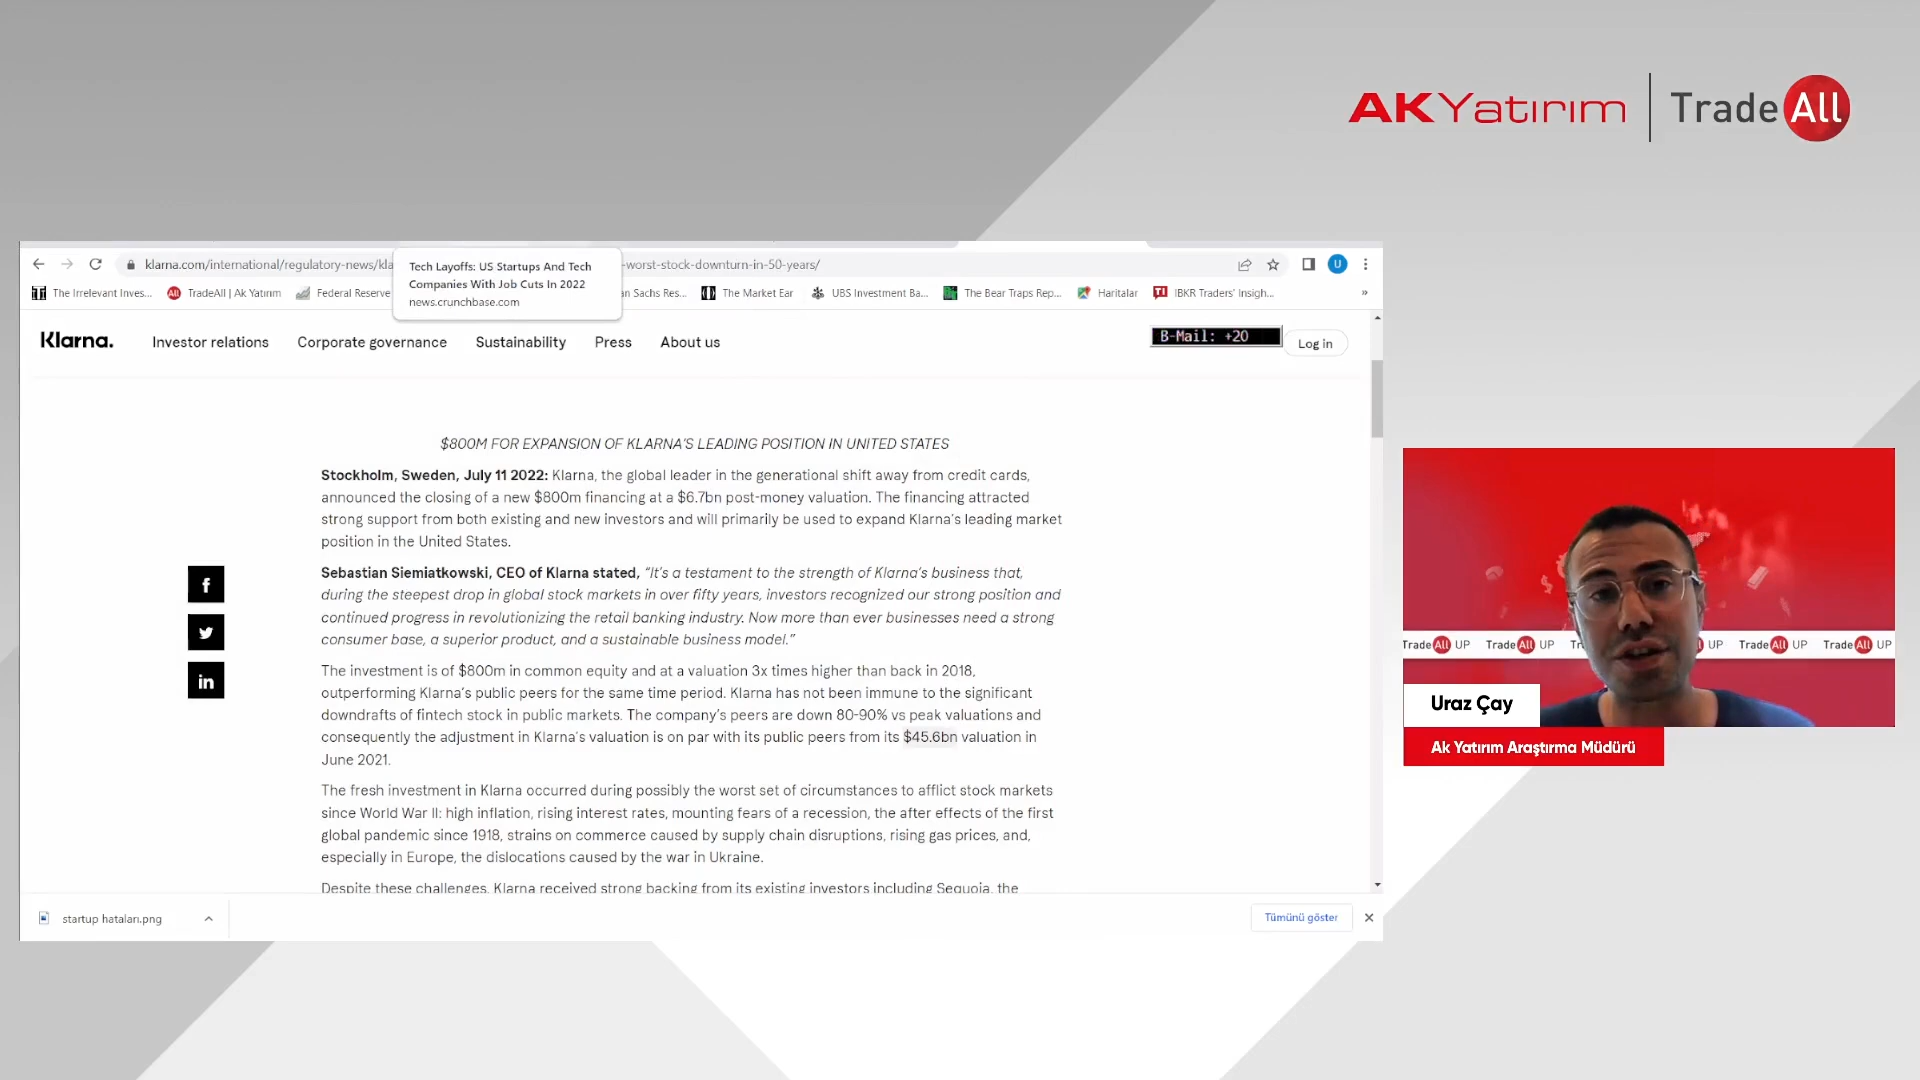 AKYatırım | TradeAll
klarna.com/international/regulatory-news/kla
-worst-stock-downturn-in-50-years/
Tech Layoffs: US Startups And Tech
Companies With Job Cuts In 2022
news.crunchbase.com
U
The Irrelevant Inves...
TradeAll | Ak Yatırım
Federal Reserve
an Sachs Res...
The Market Ear
UBS Investment Ba...
The Bear Traps Rep...
Haritalar
IBKR Traders' Insigh...
»
Klarna.
Investor relations
Corporate governance
Sustainability
Press
About us
B-Mail: +20
Log in
$800M FOR EXPANSION OF KLARNA'S LEADING POSITION IN UNITED STATES
Stockholm, Sweden, July 11 2022: Klarna, the global leader in the generational shift away from credit cards,
announced the closing of a new $800m financing at a $6.7bn post-money valuation. The financing attracted
strong support from both existing and new investors and will primarily be used to expand Klarna's leading market
position in the United States.
Sebastian Siemiatkowski, CEO of Klarna stated, “It's a testament to the strength of Klarna's business that,
during the steepest drop in global stock markets in over fifty years, investors recognized our strong position and
continued progress in revolutionizing the retail banking industry. Now more than ever businesses need a strong
consumer base, a superior product, and a sustainable business model.”
The investment is of $800m in common equity and at a valuation 3x times higher than back in 2018,
outperforming Klarna's public peers for the same time period. Klarna has not been immune to the significant
downdrafts of fintech stock in public markets. The company's peers are down 80-90% vs peak valuations and
consequently the adjustment in Klarna's valuation is on par with its public peers from its $45.6bn valuation in
June 2021.
The fresh investment in Klarna occurred during possibly the worst set of circumstances to afflict stock markets
since World War II: high inflation, rising interest rates, mounting fears of a recession, the after effects of the first
global pandemic since 1918, strains on commerce caused by supply chain disruptions, rising gas prices, and,
especially in Europe, the dislocations caused by the war in Ukraine.
Despite these challenges, Klarna received strong backing from its existing investors including Sequoia, the
f
in
TradeAll UP TradeAll UP Tr UP TradeAll UP TradeAll UP
Uraz Çay
Ak Yatırım Araştırma Müdürü
startup hataları.png
Tümünü göster